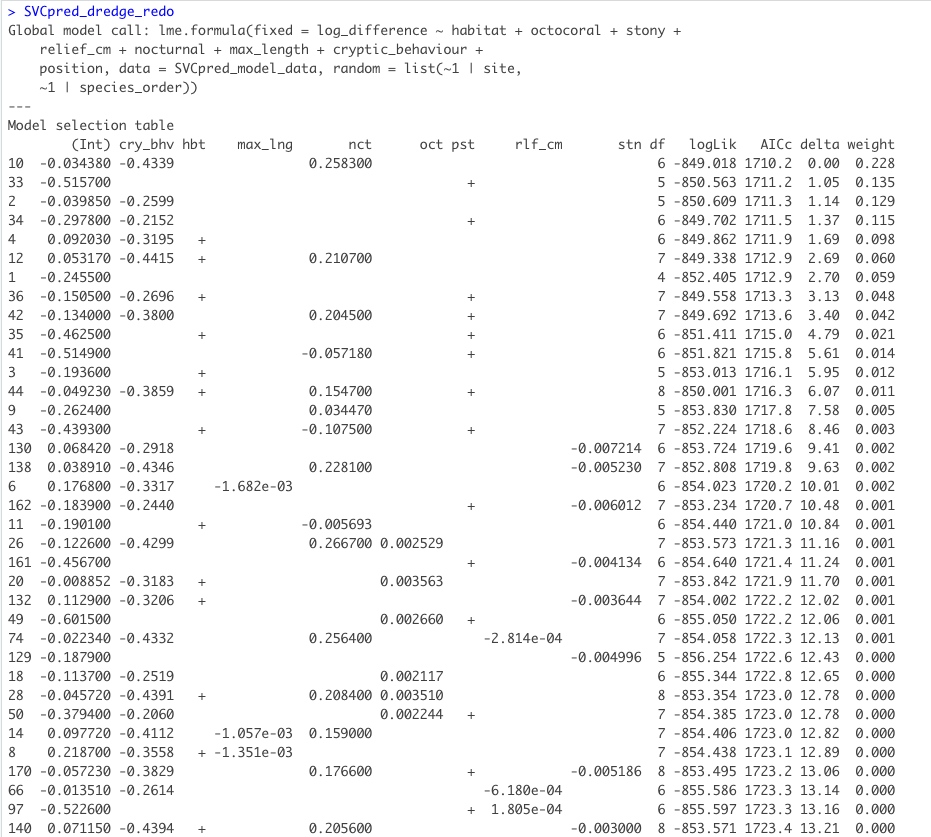 > SVCpred_dredge_redo
Global model call: lme.formula(fixed = log_difference ~ habitat + octocoral + stony +
    relief_cm + nocturnal + max_length + cryptic_behaviour +
    position, data = SVCpred_model_data, random = list(~1 | site,
    ~1 | species_order))
---
Model selection table
(Int) cry_bhv hbt max_lng nct oct pst rlf_cm stn df logLik AICc delta weight
10 -0.034380 -0.4339 0.258300 6 -849.018 1710.2 0.00 0.228
33 -0.515700 + 5 -850.563 1711.2 1.05 0.135
2 -0.039850 -0.2599 5 -850.609 1711.3 1.14 0.129
34 -0.297800 -0.2152 + 6 -849.702 1711.5 1.37 0.115
4 0.092030 -0.3195 + 6 -849.862 1711.9 1.69 0.098
12 0.053170 -0.4415 + 0.210700 7 -849.338 1712.9 2.69 0.060
1 -0.245500 4 -852.405 1712.9 2.70 0.059
36 -0.150500 -0.2696 + + 7 -849.558 1713.3 3.13 0.048
42 -0.134000 -0.3800 0.204500 + 7 -849.692 1713.6 3.40 0.042
35 -0.462500 + + 6 -851.411 1715.0 4.79 0.021
41 -0.514900 -0.057180 + 6 -851.821 1715.8 5.61 0.014
3 -0.193600 + 5 -853.013 1716.1 5.95 0.012
44 -0.049230 -0.3859 + 0.154700 + 8 -850.001 1716.3 6.07 0.011
9 -0.262400 0.034470 5 -853.830 1717.8 7.58 0.005
43 -0.439300 + -0.107500 + 7 -852.224 1718.6 8.46 0.003
130 0.068420 -0.2918 -0.007214 6 -853.724 1719.6 9.41 0.002
138 0.038910 -0.4346 0.228100 -0.005230 7 -852.808 1719.8 9.63 0.002
6 0.176800 -0.3317 -1.682e-03 6 -854.023 1720.2 10.01 0.002
162 -0.183900 -0.2440 + -0.006012 7 -853.234 1720.7 10.48 0.001
11 -0.190100 + -0.005693 6 -854.440 1721.0 10.84 0.001
26 -0.122600 -0.4299 0.266700 0.002529 7 -853.573 1721.3 11.16 0.001
161 -0.456700 + -0.004134 6 -854.640 1721.4 11.24 0.001
20 -0.008852 -0.3183 + 0.003563 7 -853.842 1721.9 11.70 0.001
132 0.112900 -0.3206 + -0.003644 7 -854.002 1722.2 12.02 0.001
49 -0.601500 0.002660 + 6 -855.050 1722.2 12.06 0.001
74 -0.022340 -0.4332 0.256400 -2.814e-04 7 -854.058 1722.3 12.13 0.001
129 -0.187900 -0.004996 5 -856.254 1722.6 12.43 0.000
18 -0.113700 -0.2519 0.002117 6 -855.344 1722.8 12.65 0.000
28 -0.045720 -0.4391 + 0.208400 0.003510 8 -853.354 1723.0 12.78 0.000
50 -0.379400 -0.2060 0.002244 + 7 -854.385 1723.0 12.78 0.000
14 0.097720 -0.4112 -1.057e-03 0.159000 7 -854.406 1723.0 12.82 0.000
8 0.218700 -0.3558 + -1.351e-03 7 -854.438 1723.1 12.89 0.000
170 -0.057230 -0.3829 0.176600 + -0.005186 8 -853.495 1723.2 13.06 0.000
66 -0.013510 -0.2614 -6.180e-04 6 -855.586 1723.3 13.14 0.000
97 -0.522600 + 1.805e-04 6 -855.597 1723.3 13.16 0.000
140 0.071150 -0.4394 + 0.205600 -0.003000 8 -853.571 1723.4 13.21 0.000